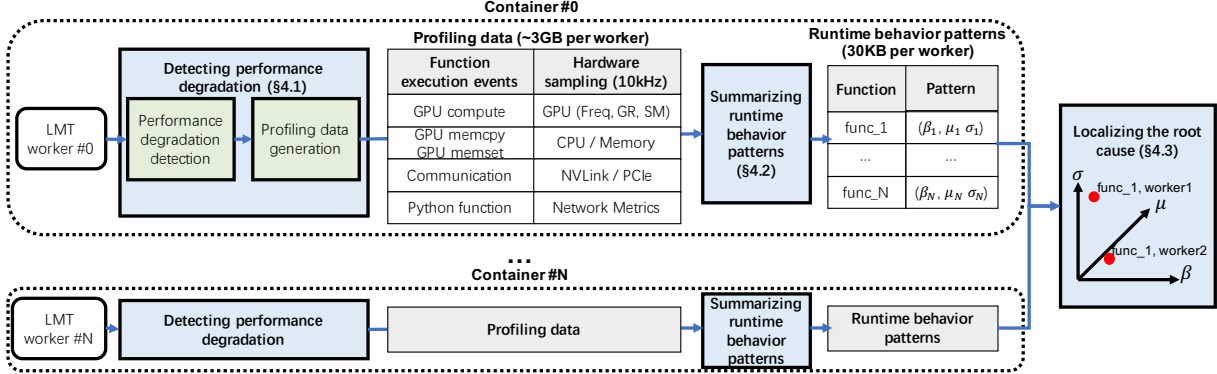 Container #0
LMT
worker #0
Detecting performance
degradation (§4.1)
Performance
degradation
detection
Profiling data
generation
Profiling data (~3GB per worker)
Function
execution events
Hardware
sampling (10kHz)
GPU compute
GPU (Freq, GR, SM)
GPU memcpy
GPU memset
CPU / Memory
Communication
NVLink / PCIe
Python function
Network Metrics
Summarizing
runtime
behavior
patterns
(§4.2)
Runtime behavior patterns
(30KB per worker)
Function
Pattern
func_1
(β₁, μ₁ σ₁)
...
...
func_N
(β_N, μ_N σ_N)
Localizing the root
cause (§4.3)
σ
func_1, worker1
μ
func_1, worker2
β
...
Container #N
LMT
worker #N
Detecting performance
degradation
Profiling data
Summarizing
runtime
behavior
patterns
Runtime behavior
patterns